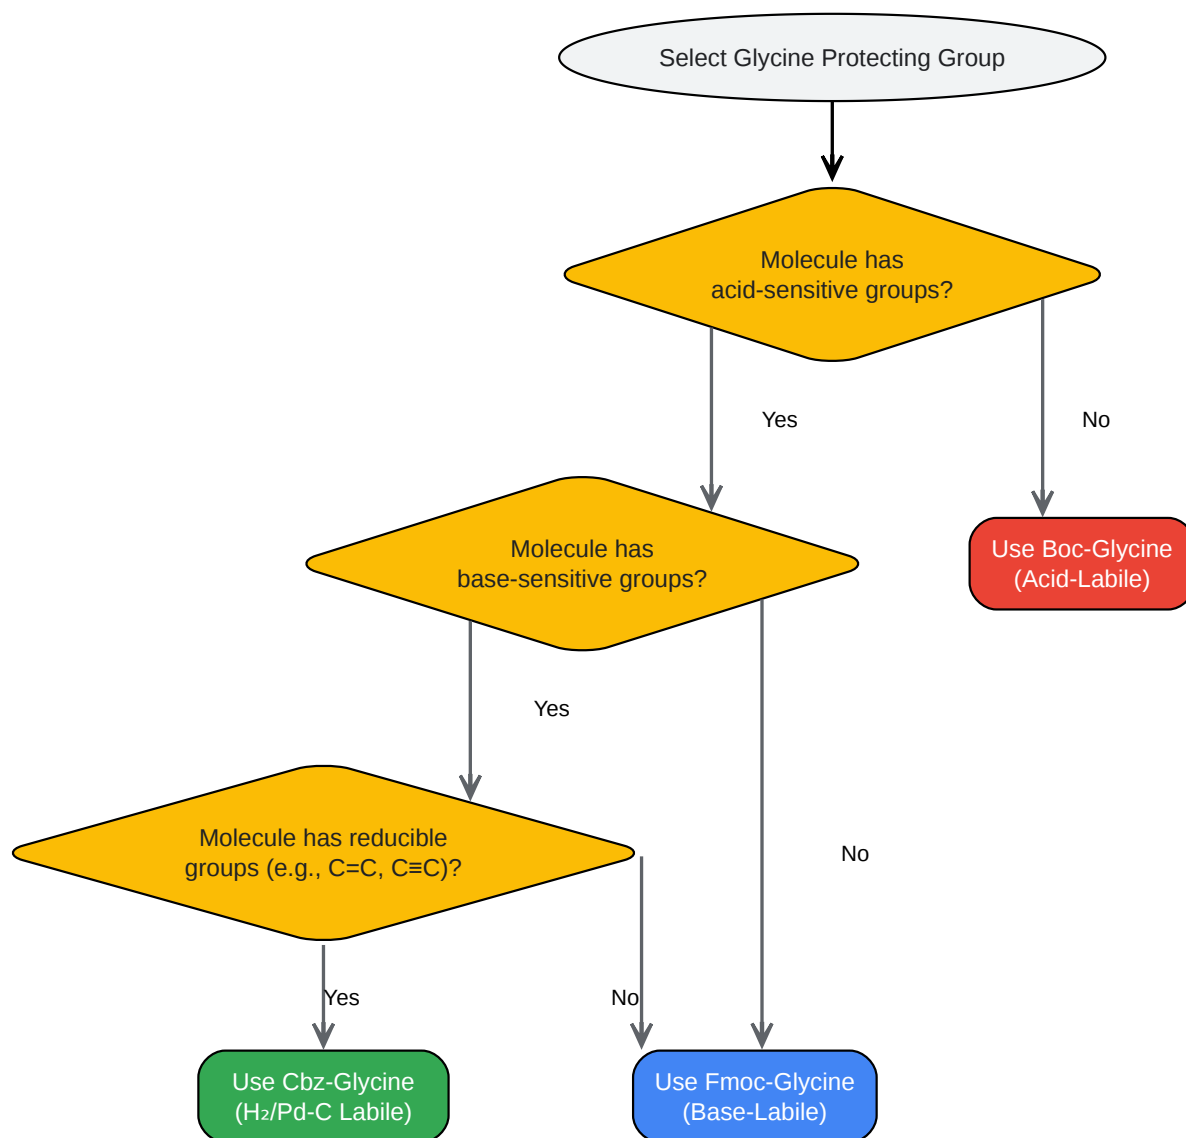 Select Glycine Protecting Group
Molecule has
acid-sensitive groups?
Yes
No
Molecule has
base-sensitive groups?
Use Boc-Glycine
(Acid-Labile)
Yes
No
Molecule has reducible
groups (e.g., C=C, C≡C)?
Yes
No
Use Cbz-Glycine
(H₂/Pd-C Labile)
Use Fmoc-Glycine
(Base-Labile)